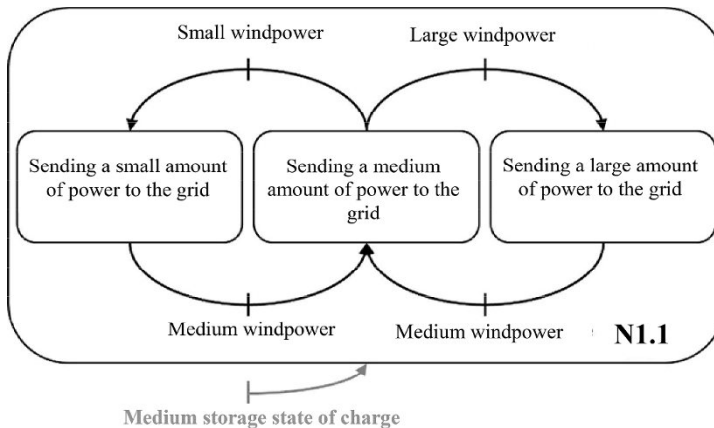 Small windpower
Large windpower
Sending a small amount
of power to the grid
Sending a medium
amount of power to the
grid
Sending a large amount
of power to the grid
Medium windpower
Medium windpower
N1.1
Medium storage state of charge